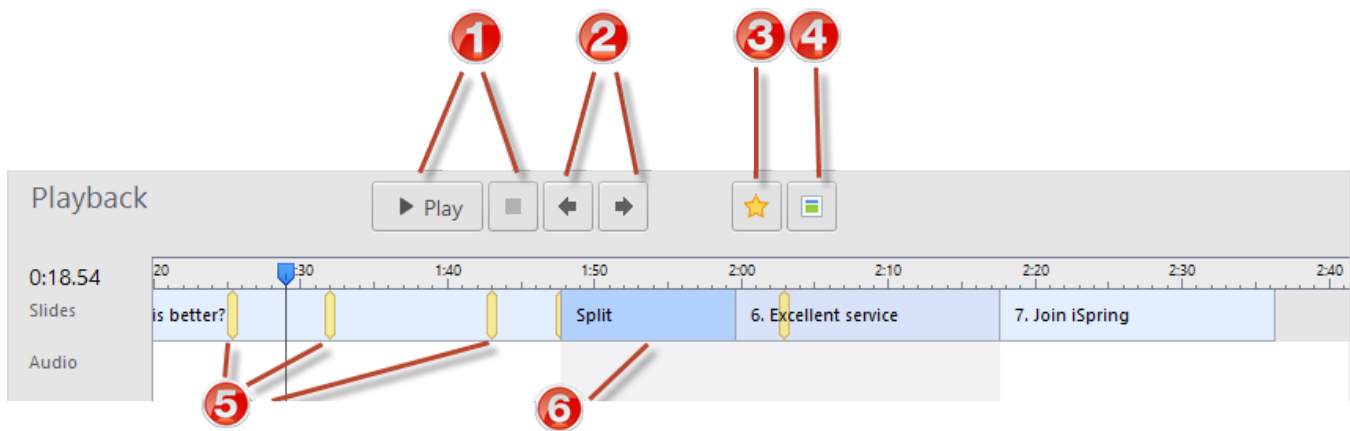 1 2 3 4
Playback
Play
0:18.54 20 :30 1:40 1:50 2:00 2:10 2:20 2:30 2:40
Slides is better? Split 6. Excellent service 7. Join iSpring
Audio
5 6